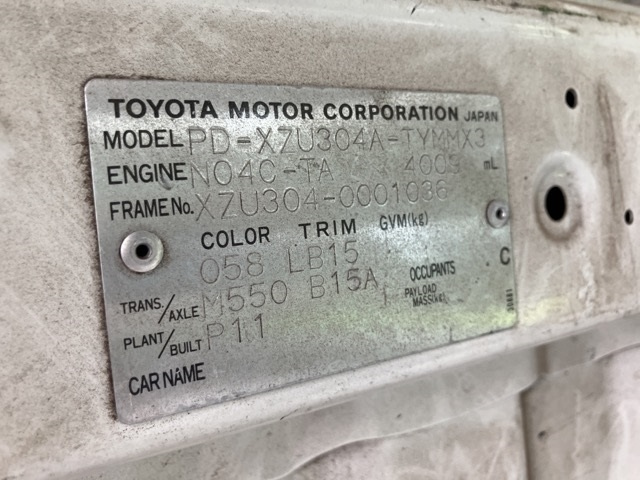 TOYOTA MOTOR CORPORATION JAPAN
MODEL PD-XZU304A-TYMMX3
ENGINE N04C-TA 4009 mL
FRAME No. XZU304-0001036
COLOR TRIM GVM(kg)
058 LB15 C
TRANS./AXLE M550 B15A OCCUPANTS
PAYLOAD MASS(kg)
PLANT/BUILT P11
CAR NAME